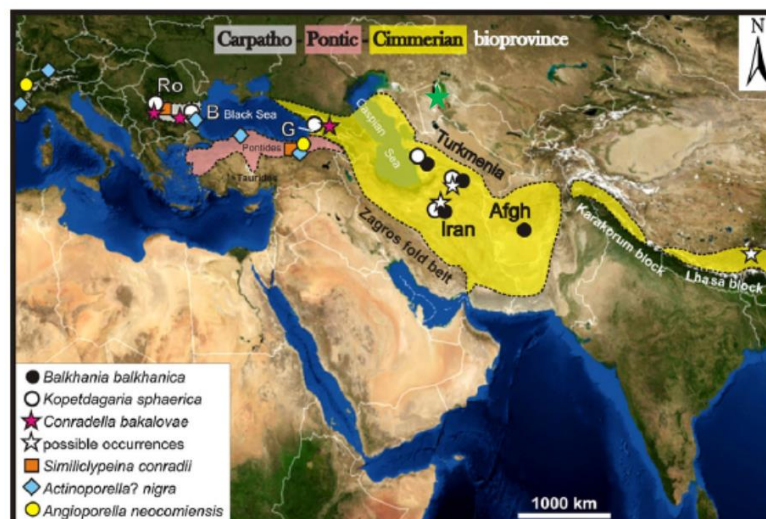 Carpatho - Pontic - Cimmerian bioprovince
N
Ro
B
Black Sea
G
Caspian
Sea
Turkmenia
Pontides
Taurides
Afgh
Iran
Zagros fold belt
Karakorum block
Lhasa block
Balkhania balkhanica
Kopetdagaria sphaerica
Conradella bakalovae
possible occurrences
Similiclypeina conradii
Actinoporella? nigra
Angioporella neocomiensis
1000 km